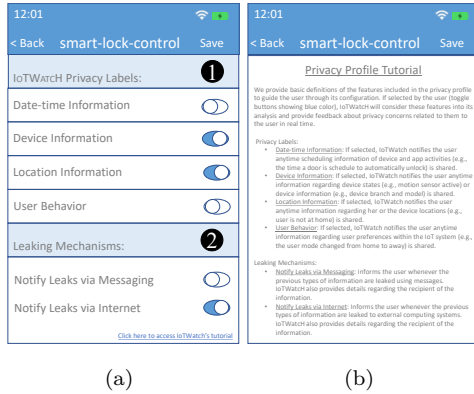 12:01
< Back smart-lock-control Save
IoTWATCH Privacy Labels: 1
Date-time Information
Device Information
Location Information
User Behavior
Leaking Mechanisms: 2
Notify Leaks via Messaging
Notify Leaks via Internet
Click here to access IoTWatch's tutorial
(a)
12:01
< Back smart-lock-control Save
Privacy Profile Tutorial
We provide basic definitions of the features included in the privacy profile
to guide the user through its configuration. If selected by the user (toggle
buttons showing blue color), IoTWATCH will consider these features into its
analysis and provide feedback about privacy concerns related to them to
the user in real time.
Privacy Labels:
• Date-time Information: If selected, IoTWatch notifies the user
anytime scheduling information of device and app activities (e.g.,
the time a door is schedule to automatically unlock) is shared.
• Device Information: If selected, IoTWatch notifies the user anytime
information regarding device states (e.g., motion sensor active) or
device information (e.g., device branch and model) is shared.
• Location Information: If selected, IoTWatch notifies the user
anytime information regarding her or the device locations (e.g.,
user is not at home) is shared.
• User Behavior: If selected, IoTWatch notifies the user anytime
information regarding user preferences within the IoT system (e.g.,
the user mode changed from home to away) is shared.
Leaking Mechanisms:
• Notify Leaks via Messaging: Informs the user whenever the
previous types of information are leaked using messages.
IoTWATCH also provides details regarding the recipient of the
information.
• Notify Leaks via Internet: Informs the user whenever the previous
types of information are leaked to external computing systems.
IoTWATCH also provides details regarding the recipient of the
information.
(b)